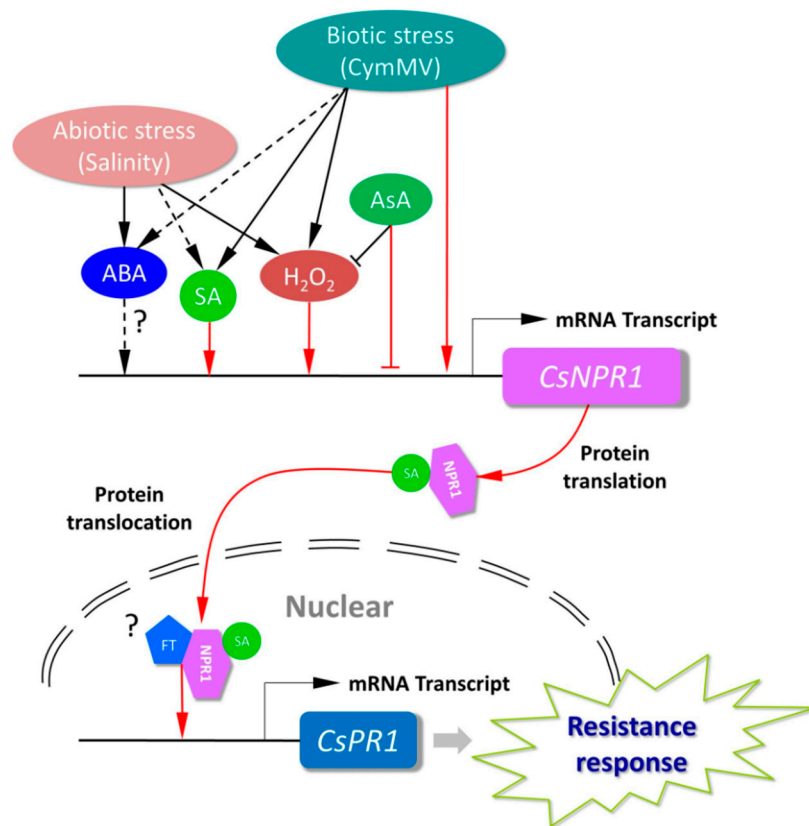 Biotic stress
(CymMV)
Abiotic stress
(Salinity)
AsA
ABA
SA
H₂O₂
?
mRNA Transcript
CsNPR1
Protein
translation
SA
NPR1
Protein
translocation
Nuclear
?
FT
NPR1
SA
mRNA Transcript
CsPR1
Resistance
response